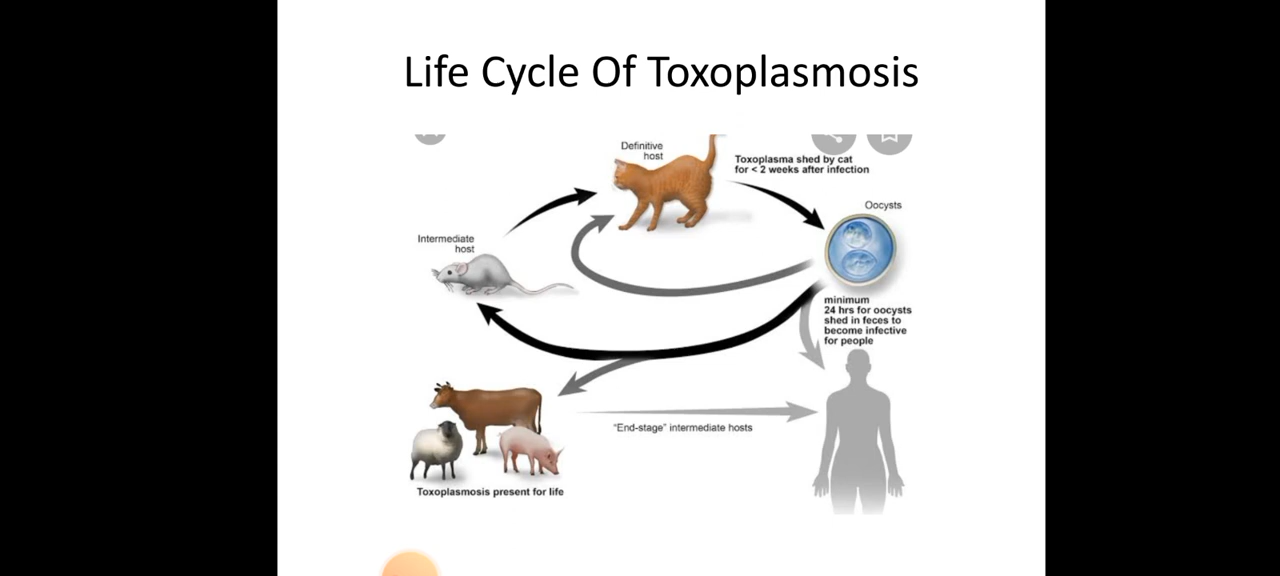 Life Cycle Of Toxoplasmosis
Definitive
host
Toxoplasma shed by cat
for < 2 weeks after infection
Oocysts
Intermediate
host
minimum
24 hrs for oocysts
shed in feces to
become infective
for people
"End-stage" intermediate hosts
Toxoplasmosis present for life